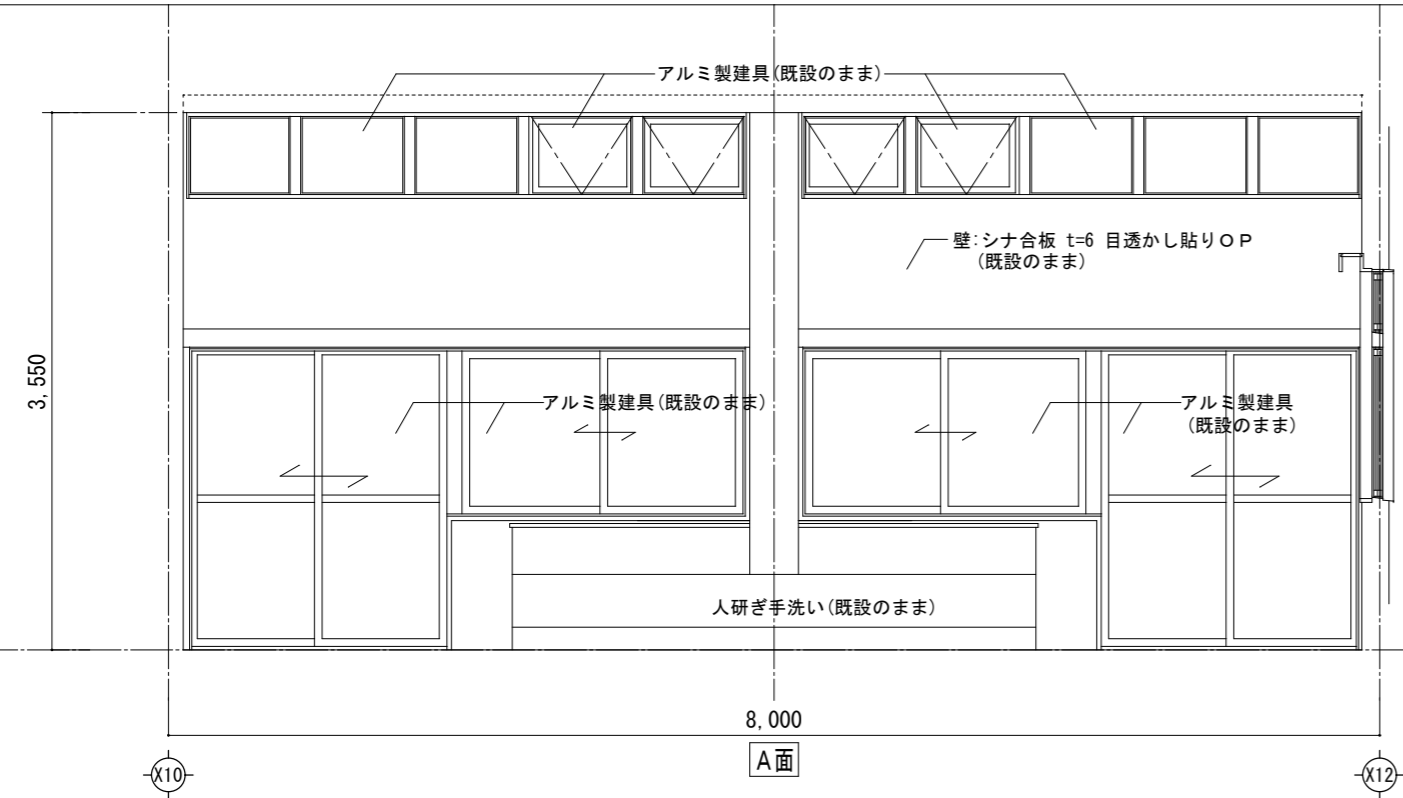 アルミ製建具(既設のまま)
壁:シナ合板 t=6 目透かし貼りOP
(既設のまま)
3,550
アルミ製建具(既設のまま)
アルミ製建具
(既設のまま)
人研ぎ手洗い(既設のまま)
8,000
A面
X10
X12